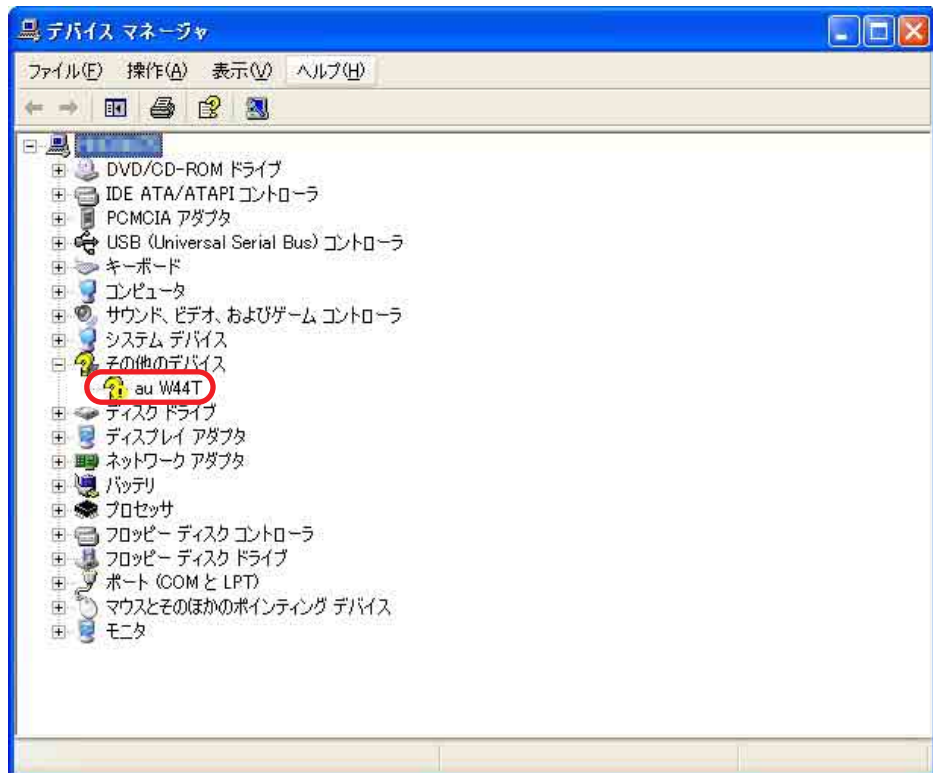 デバイス マネージャ
ファイル(F) 操作(A) 表示(V) ヘルプ(H)
DVD/CD-ROM ドライブ
IDE ATA/ATAPI コントローラ
PCMCIA アダプタ
USB (Universal Serial Bus) コントローラ
キーボード
コンピュータ
サウンド、ビデオ、およびゲーム コントローラ
システム デバイス
その他のデバイス
au W44T
ディスク ドライブ
ディスプレイ アダプタ
ネットワーク アダプタ
バッテリ
プロセッサ
フロッピー ディスク コントローラ
フロッピー ディスク ドライブ
ポート (COM と LPT)
マウスとそのほかのポインティング デバイス
モニタ